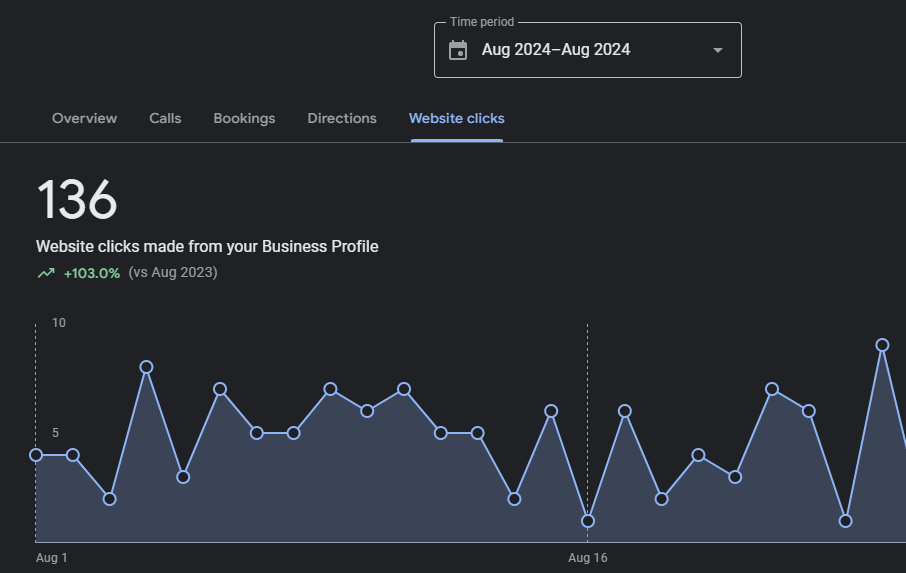 Time period
Aug 2024–Aug 2024
Overview Calls Bookings Directions Website clicks
136
Website clicks made from your Business Profile
+103.0% (vs Aug 2023)
10
5
Aug 1 Aug 16